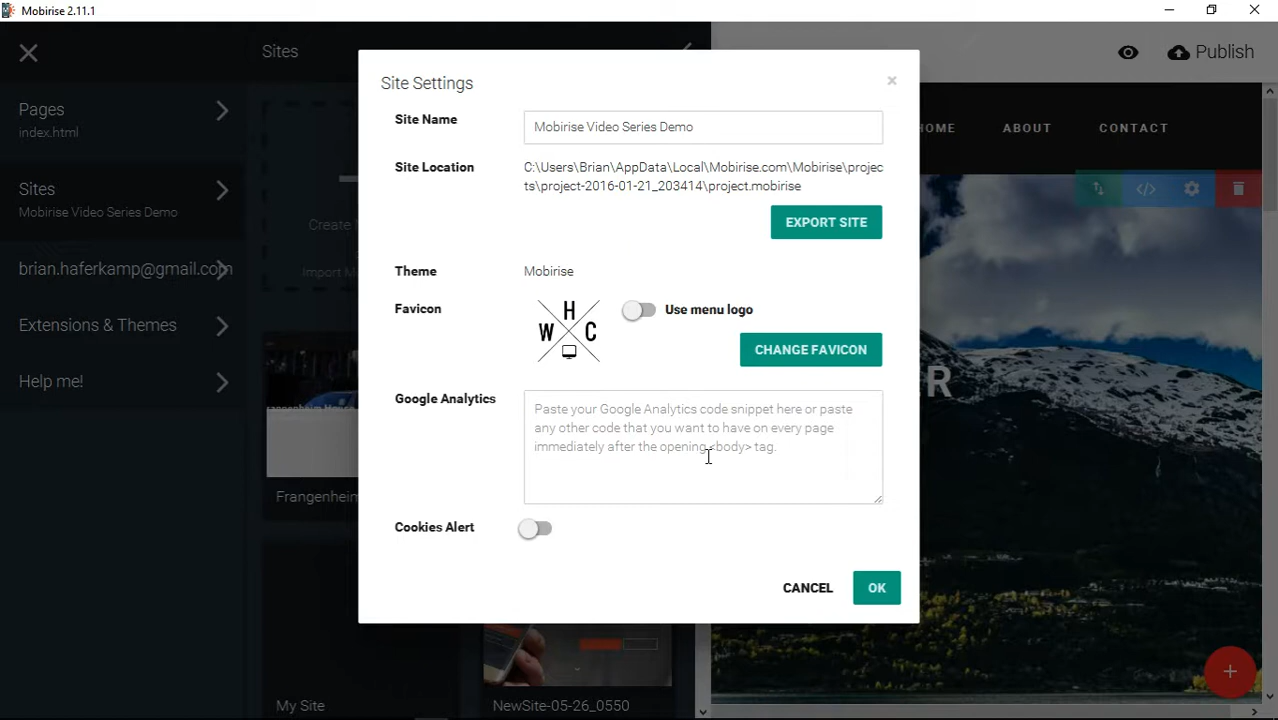 Mobirise 2.11.1
Sites
Publish
Pages
index.html
Sites
Mobirise Video Series Demo
brian.haferkamp@gmail.com
Extensions & Themes
Help me!
Site Settings
×
Site Name
Mobirise Video Series Demo
Site Location
C:\Users\Brian\AppData\Local\Mobirise.com\Mobirise\projec
ts\project-2016-01-21_203414\project.mobirise
EXPORT SITE
Theme
Mobirise
Favicon
H
W C
Use menu logo
CHANGE FAVICON
Google Analytics
Paste your Google Analytics code snippet here or paste
any other code that you want to have on every page
immediately after the opening <body> tag.
Cookies Alert
CANCEL
OK
Create
Import M
Frangenheim
My Site
NewSite-05-26_0550
HOME
ABOUT
CONTACT